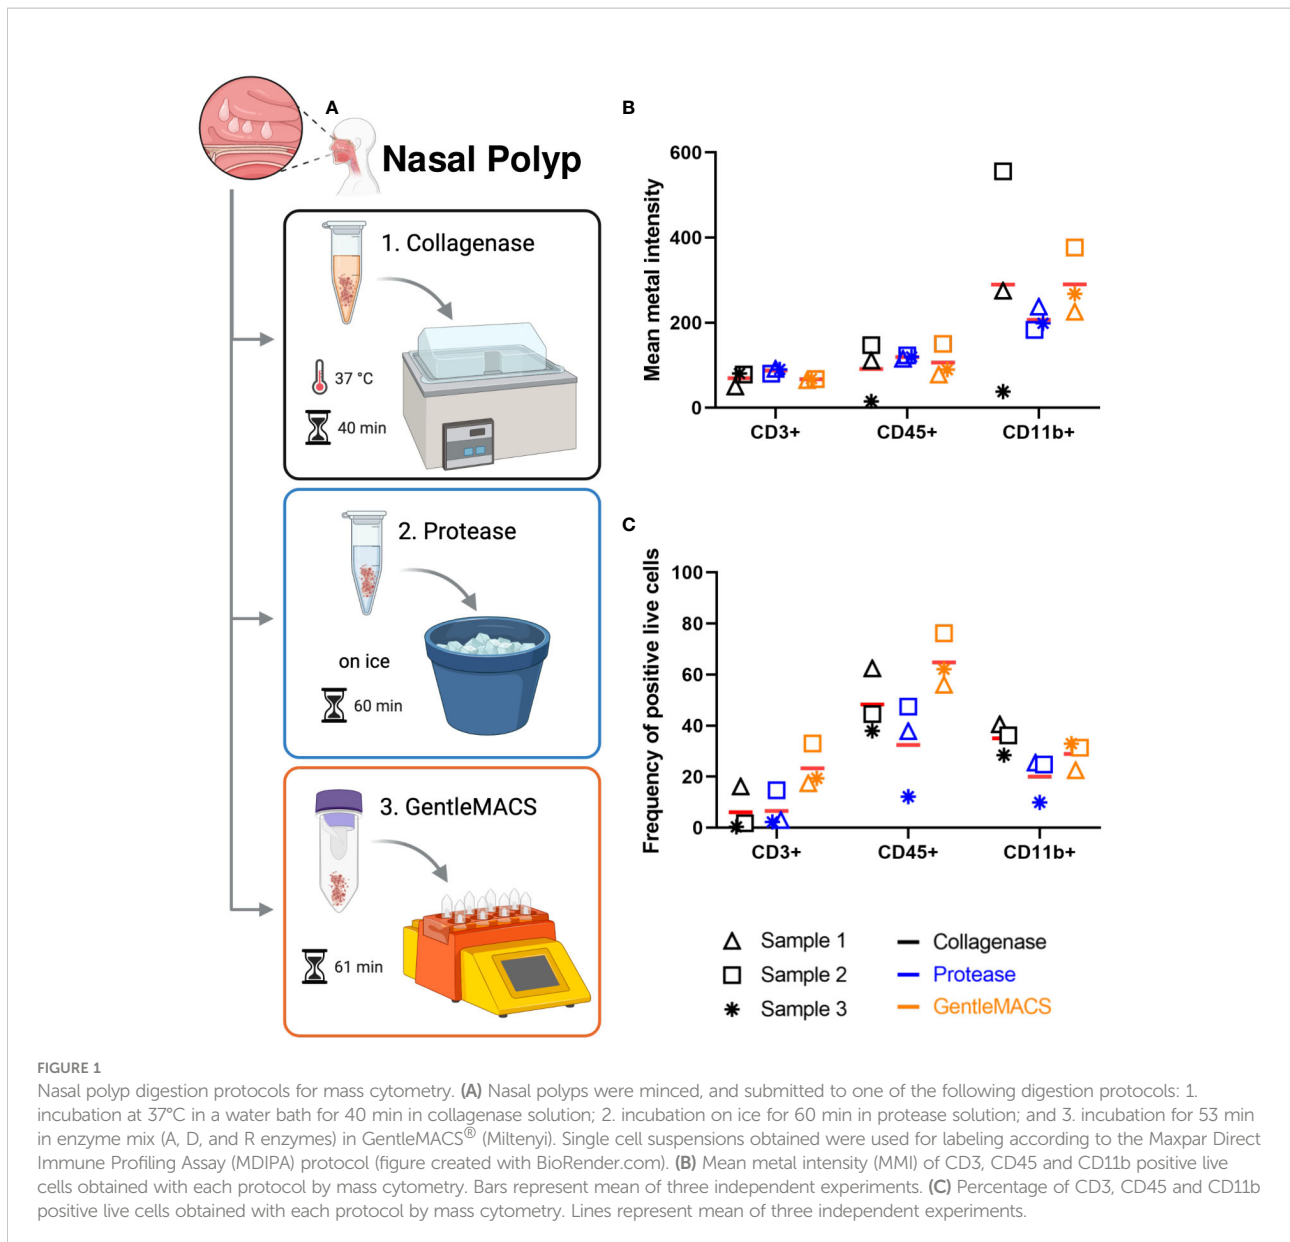 A
Nasal Polyp
1. Collagenase
37 °C
40 min
2. Protease
on ice
60 min
3. GentleMACS
61 min
B
Mean metal intensity
600
400
200
0
CD3+
CD45+
CD11b+
C
Frequency of positive live cells
100
80
60
40
20
0
CD3+
CD45+
CD11b+
Sample 1
Sample 2
Sample 3
Collagenase
Protease
GentleMACS
FIGURE 1
Nasal polyp digestion protocols for mass cytometry. (A) Nasal polyps were minced, and submitted to one of the following digestion protocols: 1.
incubation at 37°C in a water bath for 40 min in collagenase solution; 2. incubation on ice for 60 min in protease solution; and 3. incubation for 53 min
in enzyme mix (A, D, and R enzymes) in GentleMACS® (Miltenyi). Single cell suspensions obtained were used for labeling according to the Maxpar Direct
Immune Profiling Assay (MDIPA) protocol (figure created with BioRender.com). (B) Mean metal intensity (MMI) of CD3, CD45 and CD11b positive live
cells obtained with each protocol by mass cytometry. Bars represent mean of three independent experiments. (C) Percentage of CD3, CD45 and CD11b
positive live cells obtained with each protocol by mass cytometry. Lines represent mean of three independent experiments.